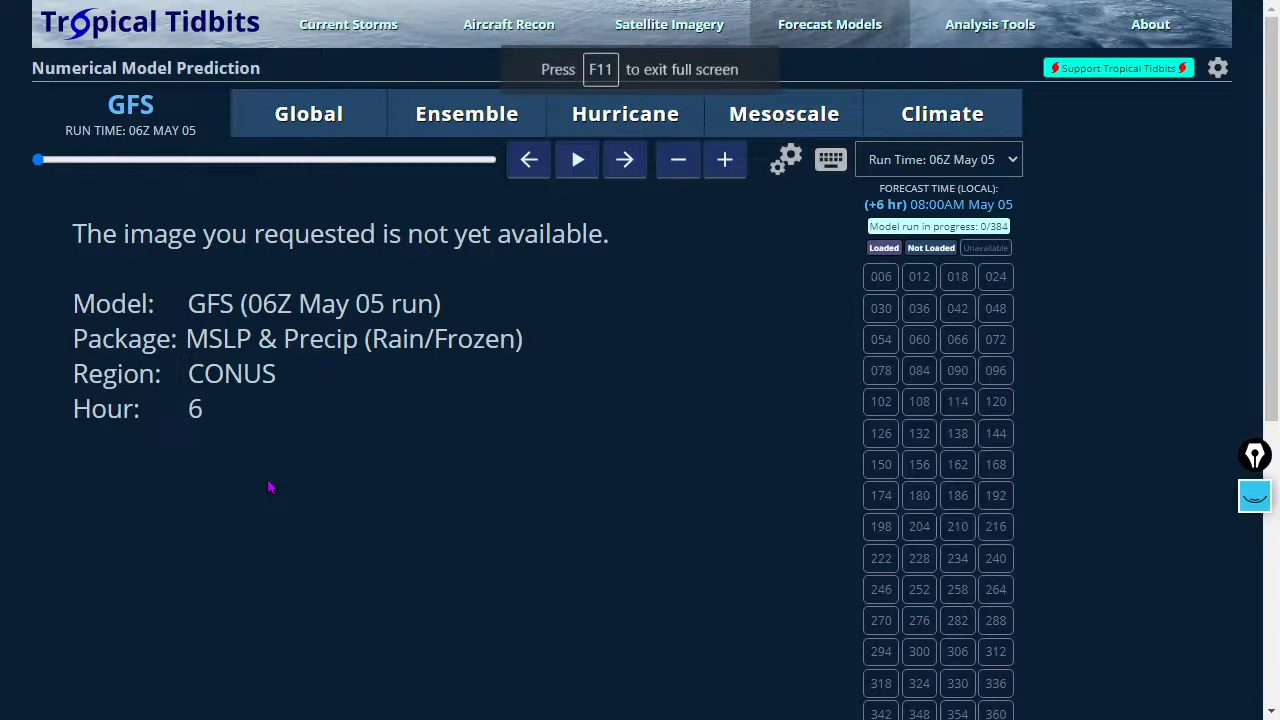 Tropical Tidbits
Current Storms
Aircraft Recon
Satellite Imagery
Forecast Models
Analysis Tools
About
Numerical Model Prediction
Press F11 to exit full screen
Support Tropical Tidbits
GFS
RUN TIME: 06Z MAY 05
Global
Ensemble
Hurricane
Mesoscale
Climate
Run Time: 06Z May 05
FORECAST TIME (LOCAL):
(+6 hr) 08:00AM May 05
Model run in progress: 0/384
Loaded Not Loaded Unavailable
The image you requested is not yet available.
Model: GFS (06Z May 05 run)
Package: MSLP & Precip (Rain/Frozen)
Region: CONUS
Hour: 6
006 012 018 024
030 036 042 048
054 060 066 072
078 084 090 096
102 108 114 120
126 132 138 144
150 156 162 168
174 180 186 192
198 204 210 216
222 228 234 240
246 252 258 264
270 276 282 288
294 300 306 312
318 324 330 336
342 348 354 360